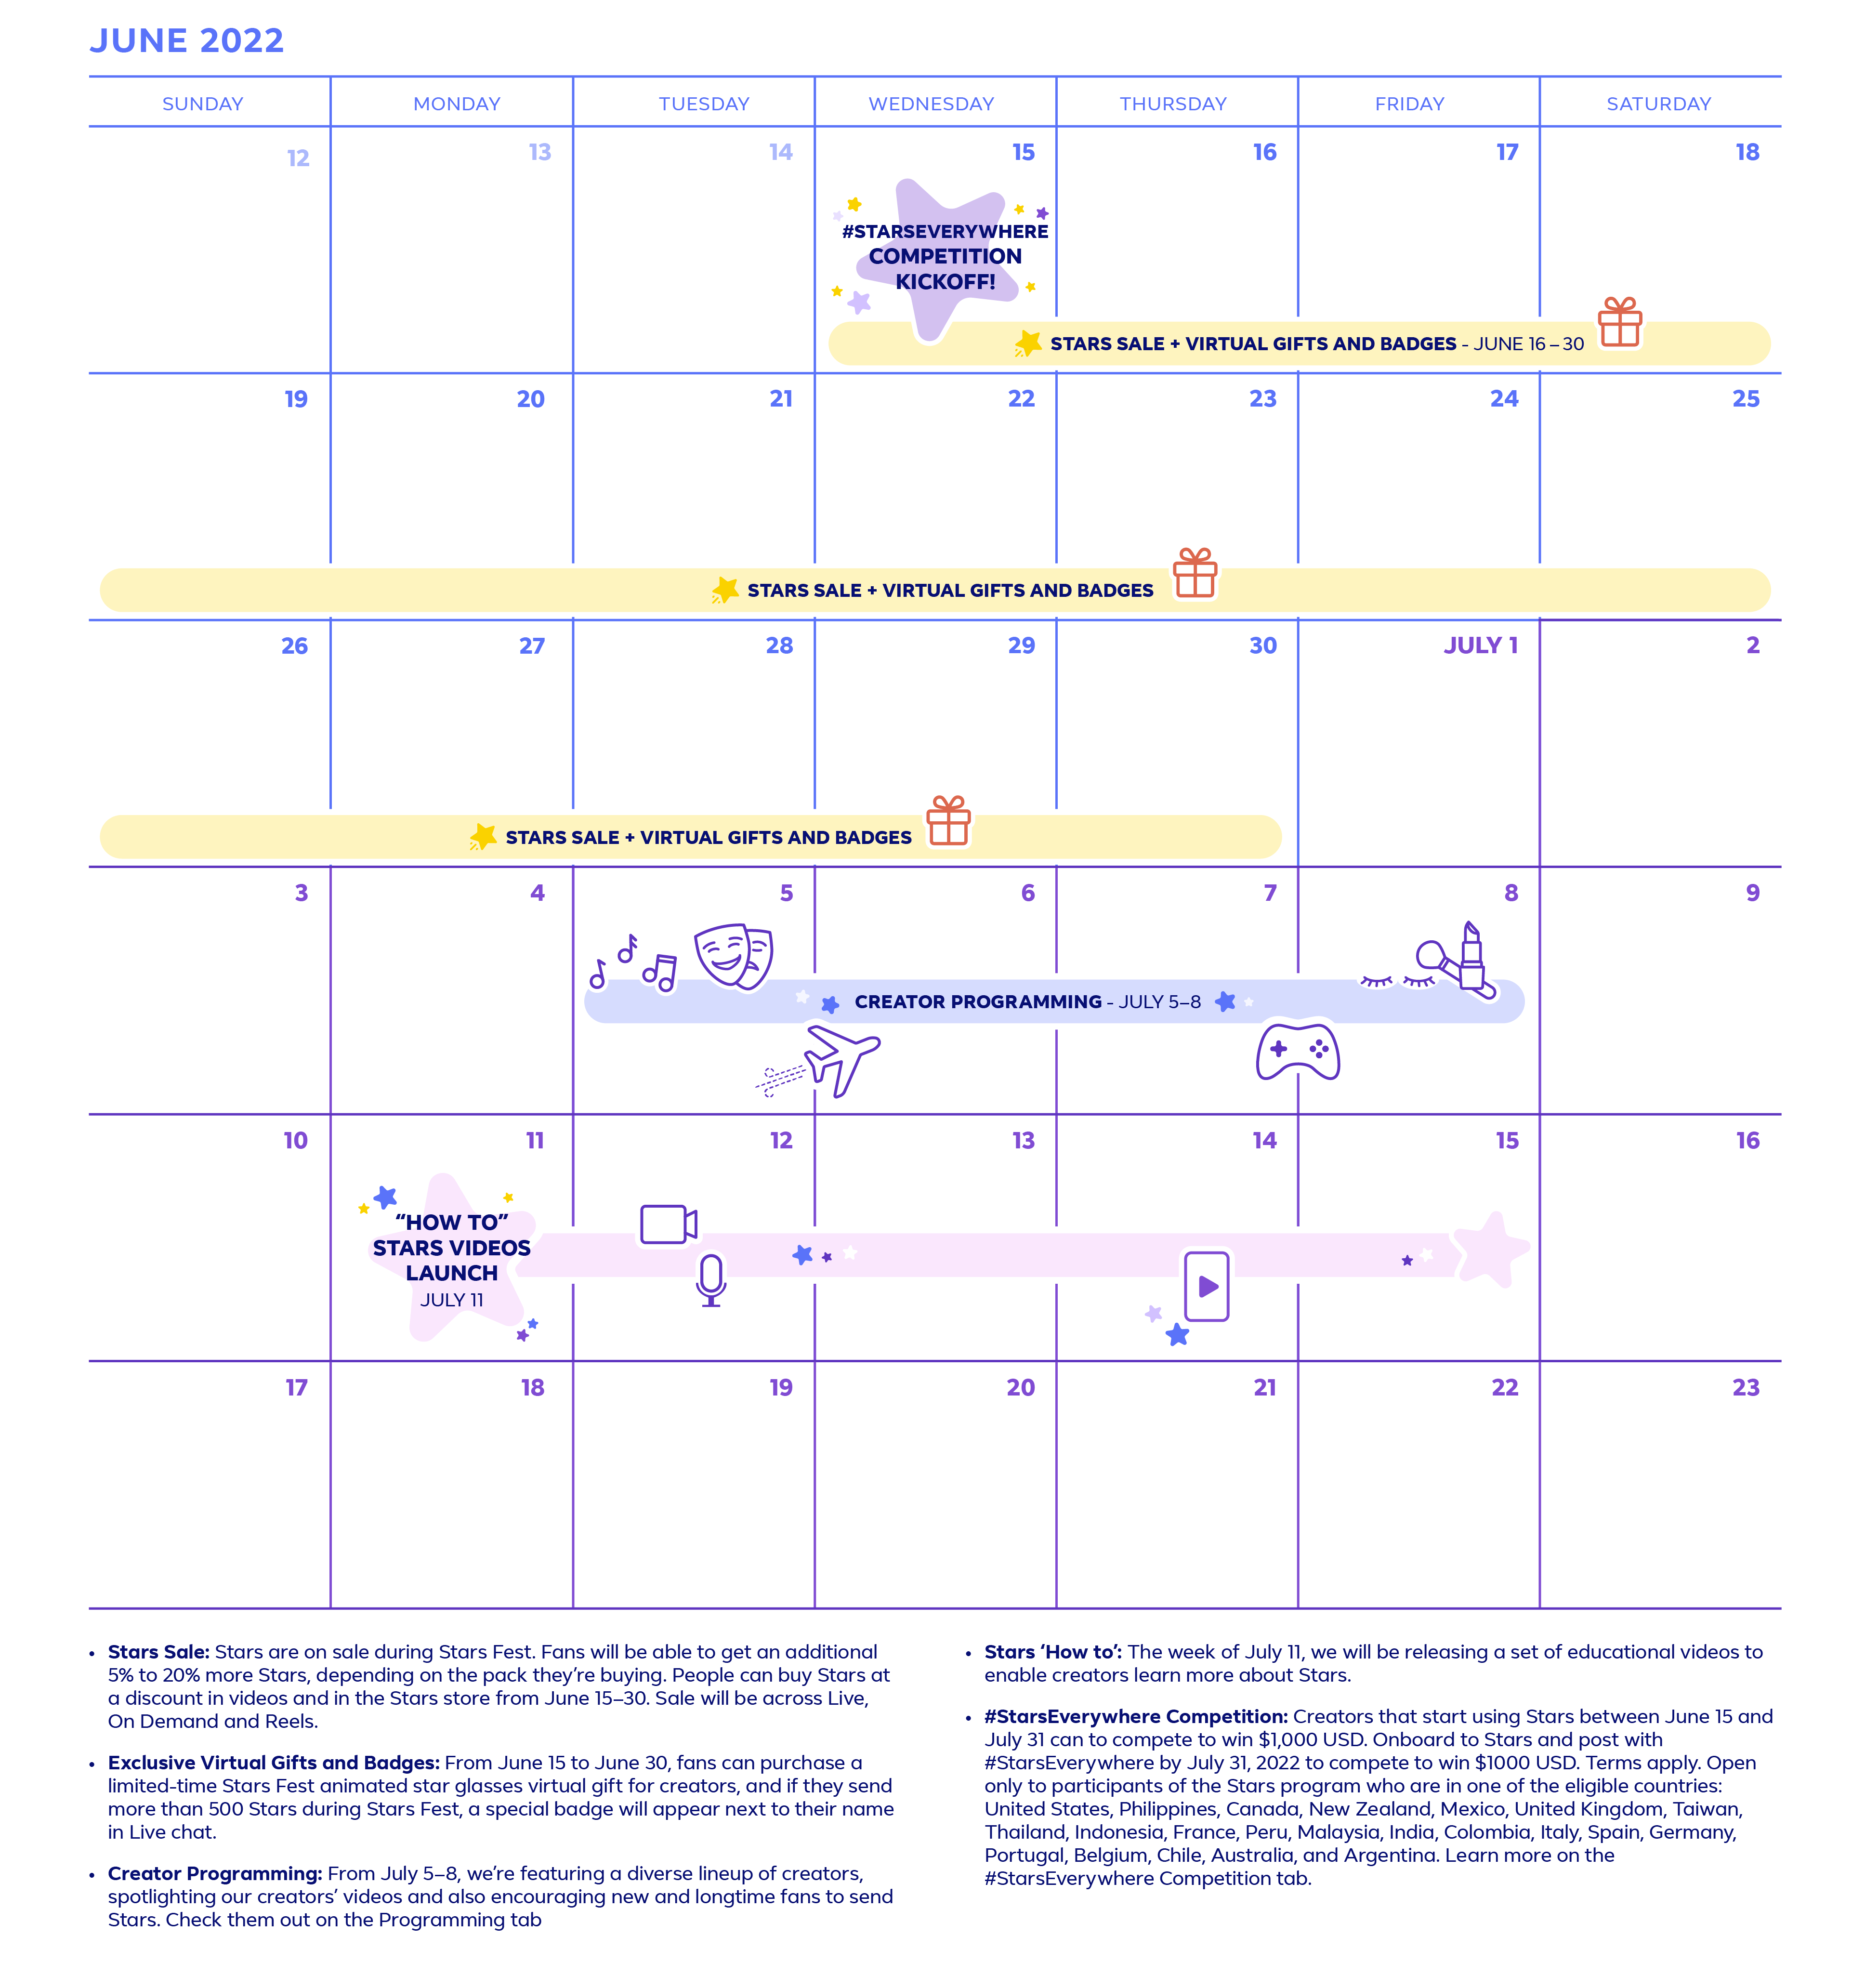 JUNE 2022
SUNDAY MONDAY TUESDAY WEDNESDAY THURSDAY FRIDAY SATURDAY
12 13 14 15 16 17 18
#STARSEVERYWHERE
COMPETITION
KICKOFF!
STARS SALE + VIRTUAL GIFTS AND BADGES - JUNE 16–30
19 20 21 22 23 24 25
STARS SALE + VIRTUAL GIFTS AND BADGES
26 27 28 29 30 JULY 1 2
STARS SALE + VIRTUAL GIFTS AND BADGES
3 4 5 6 7 8 9
CREATOR PROGRAMMING - JULY 5–8
10 11 12 13 14 15 16
“HOW TO”
STARS VIDEOS
LAUNCH
JULY 11
17 18 19 20 21 22 23
• Stars Sale: Stars are on sale during Stars Fest. Fans will be able to get an additional
5% to 20% more Stars, depending on the pack they’re buying. People can buy Stars at
a discount in videos and in the Stars store from June 15–30. Sale will be across Live,
On Demand and Reels.
• Exclusive Virtual Gifts and Badges: From June 15 to June 30, fans can purchase a
limited-time Stars Fest animated star glasses virtual gift for creators, and if they send
more than 500 Stars during Stars Fest, a special badge will appear next to their name
in Live chat.
• Creator Programming: From July 5–8, we’re featuring a diverse lineup of creators,
spotlighting our creators’ videos and also encouraging new and longtime fans to send
Stars. Check them out on the Programming tab
• Stars ‘How to’: The week of July 11, we will be releasing a set of educational videos to
enable creators learn more about Stars.
• #StarsEverywhere Competition: Creators that start using Stars between June 15 and
July 31 can to compete to win $1,000 USD. Onboard to Stars and post with
#StarsEverywhere by July 31, 2022 to compete to win $1000 USD. Terms apply. Open
only to participants of the Stars program who are in one of the eligible countries:
United States, Philippines, Canada, New Zealand, Mexico, United Kingdom, Taiwan,
Thailand, Indonesia, France, Peru, Malaysia, India, Colombia, Italy, Spain, Germany,
Portugal, Belgium, Chile, Australia, and Argentina. Learn more on the
#StarsEverywhere Competition tab.